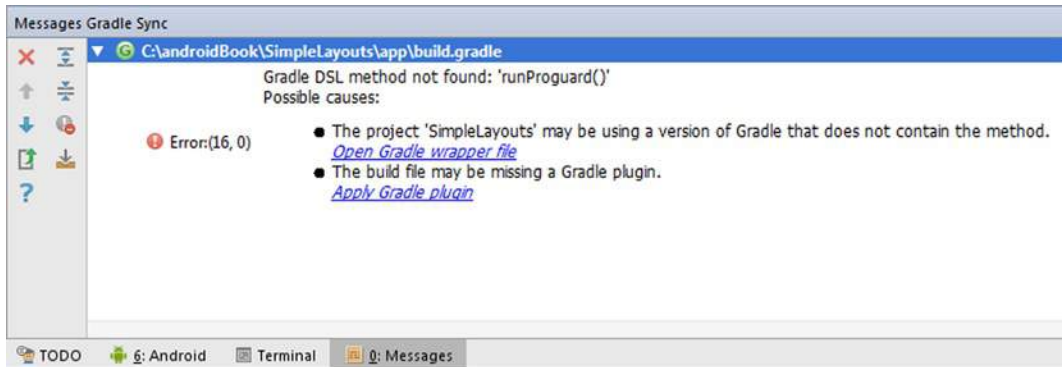 Messages Gradle Sync
C:\androidBook\SimpleLayouts\app\build.gradle
Gradle DSL method not found: 'runProguard()'
Possible causes:
Error:(16, 0)
● The project 'SimpleLayouts' may be using a version of Gradle that does not contain the method.
Open Gradle wrapper file
● The build file may be missing a Gradle plugin.
Apply Gradle plugin
TODO 6: Android Terminal 0: Messages